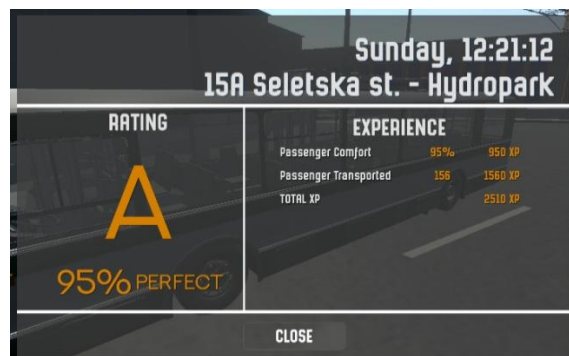 Sunday, 12:21:12
15A Seletska st. - Hydropark
RATING
A
95% PERFECT
EXPERIENCE
Passenger Comfort 95% 950 XP
Passenger Transported 156 1560 XP
TOTAL XP 2510 XP
CLOSE